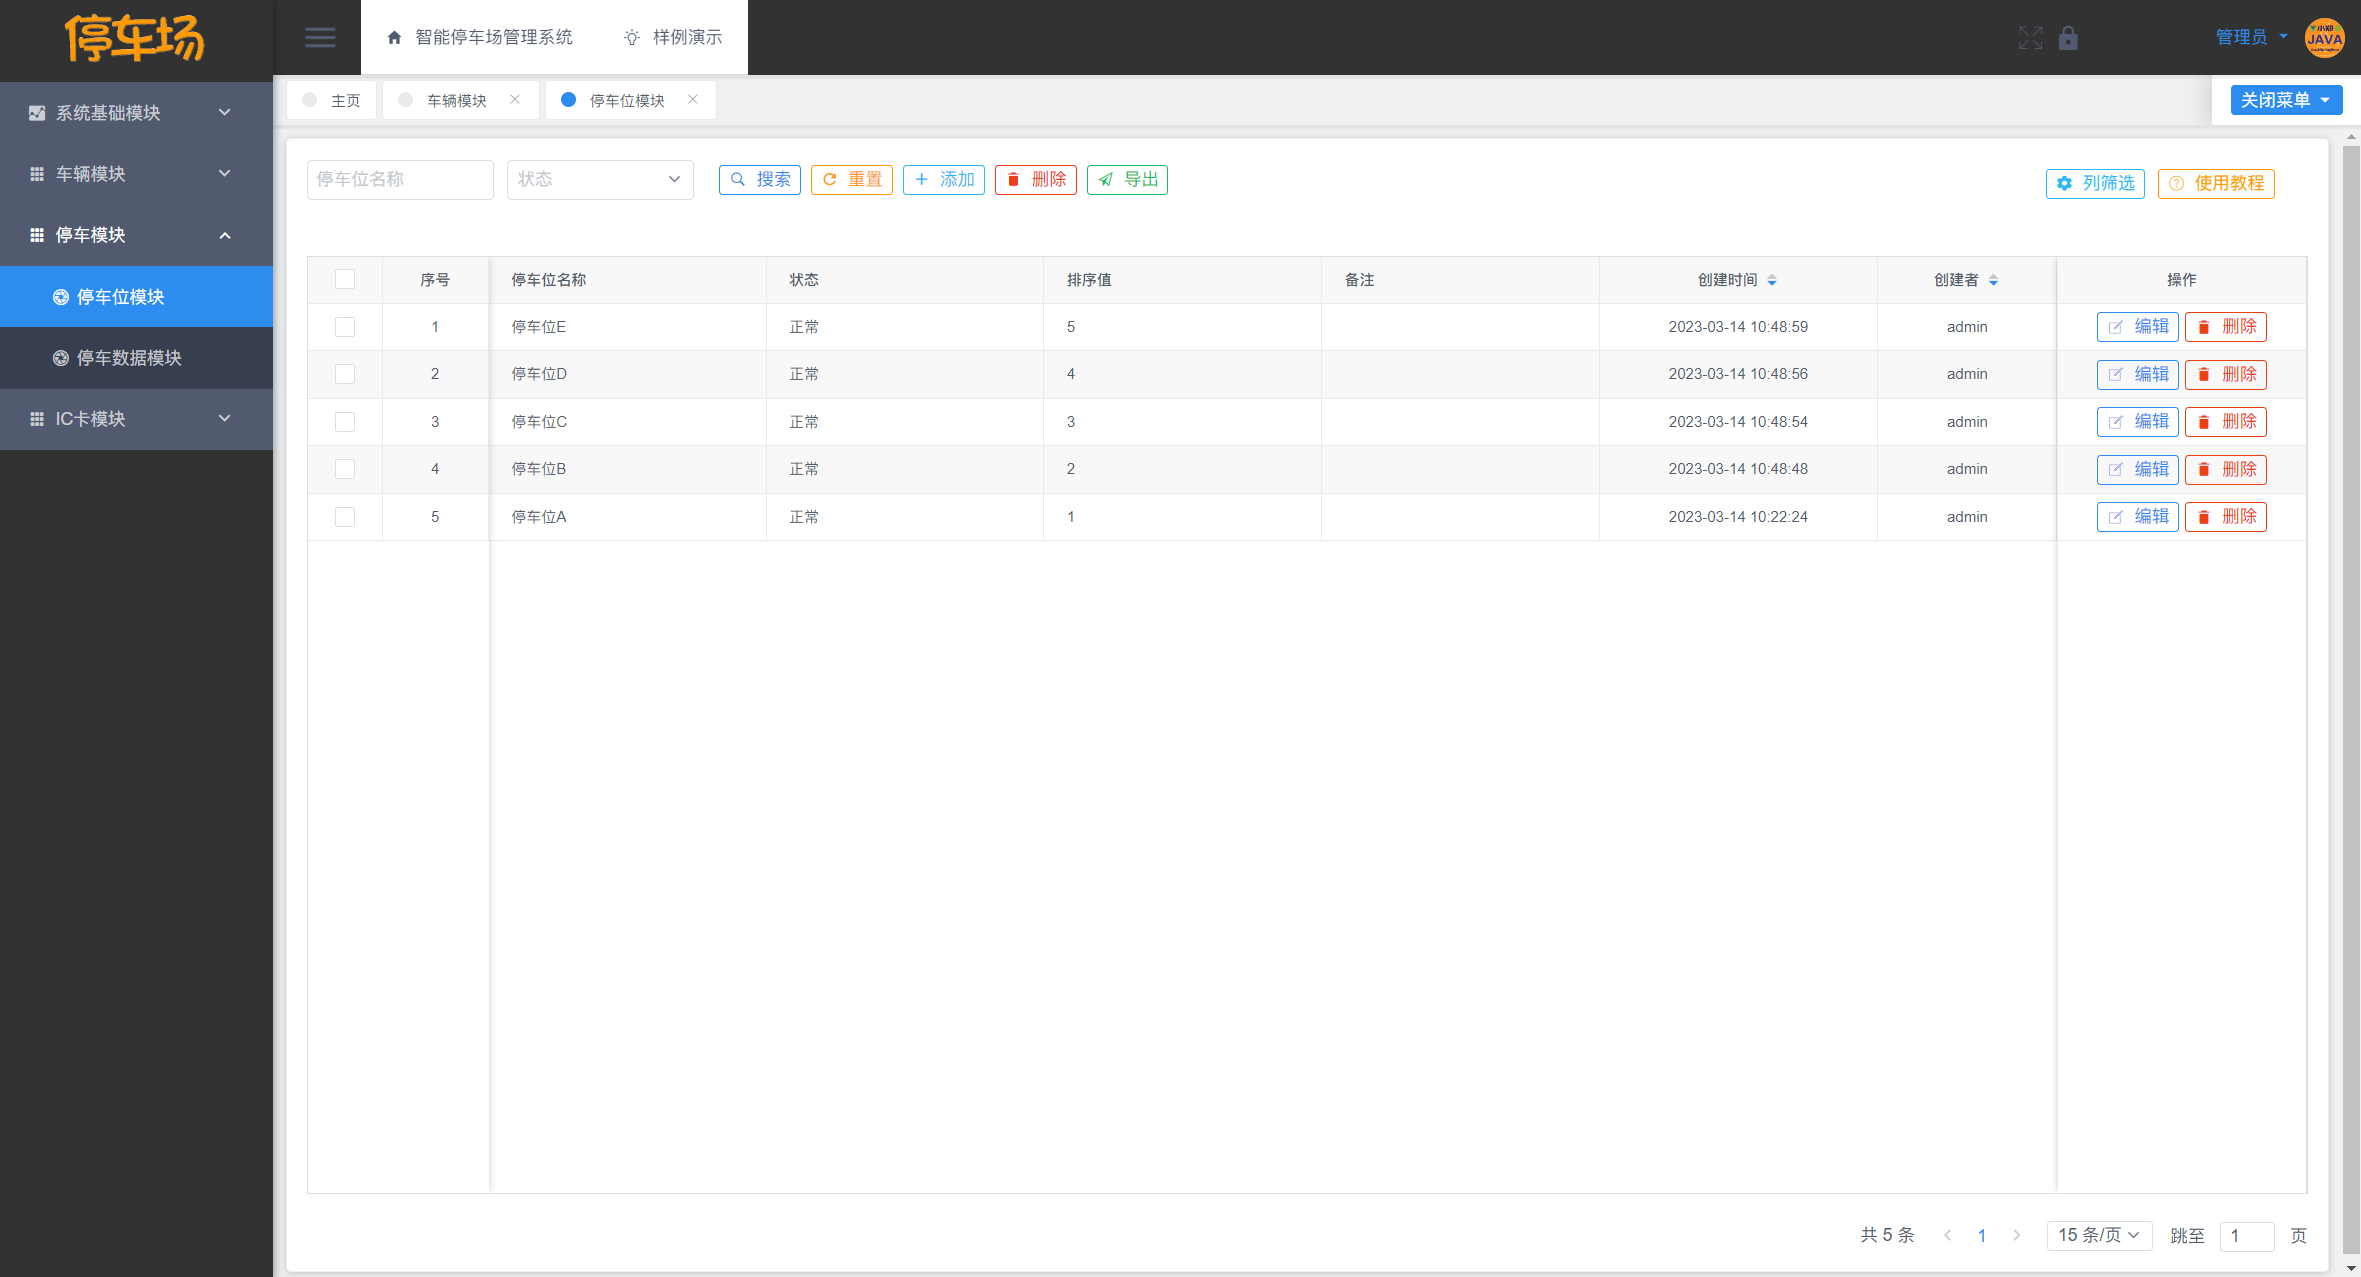 停车场
智能停车场管理系统 样例演示 管理员 小郑 JAVA
主页 车辆模块 停车位模块 关闭菜单
系统基础模块
车辆模块
停车模块
停车位模块
停车数据模块
IC卡模块
停车位名称 状态 搜索 重置 添加 删除 导出 列筛选 使用教程
序号 停车位名称 状态 排序值 备注 创建时间 创建者 操作
1 停车位E 正常 5 2023-03-14 10:48:59 admin 编辑 删除
2 停车位D 正常 4 2023-03-14 10:48:56 admin 编辑 删除
3 停车位C 正常 3 2023-03-14 10:48:54 admin 编辑 删除
4 停车位B 正常 2 2023-03-14 10:48:48 admin 编辑 删除
5 停车位A 正常 1 2023-03-14 10:22:24 admin 编辑 删除
共 5 条 1 15 条/页 跳至 1 页